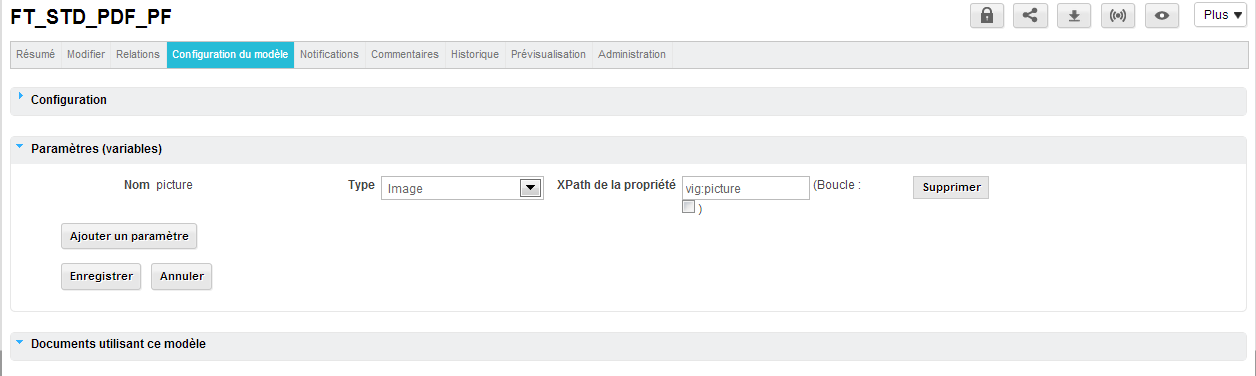 FT_STD_PDF_PF
Plus
Résumé Modifier Relations Configuration du modèle Notifications Commentaires Historique Prévisualisation Administration
Configuration
Paramètres (variables)
Nom picture Type Image XPath de la propriété vig:picture (Boucle : Supprimer
)
Ajouter un paramètre
Enregistrer Annuler
Documents utilisant ce modèle